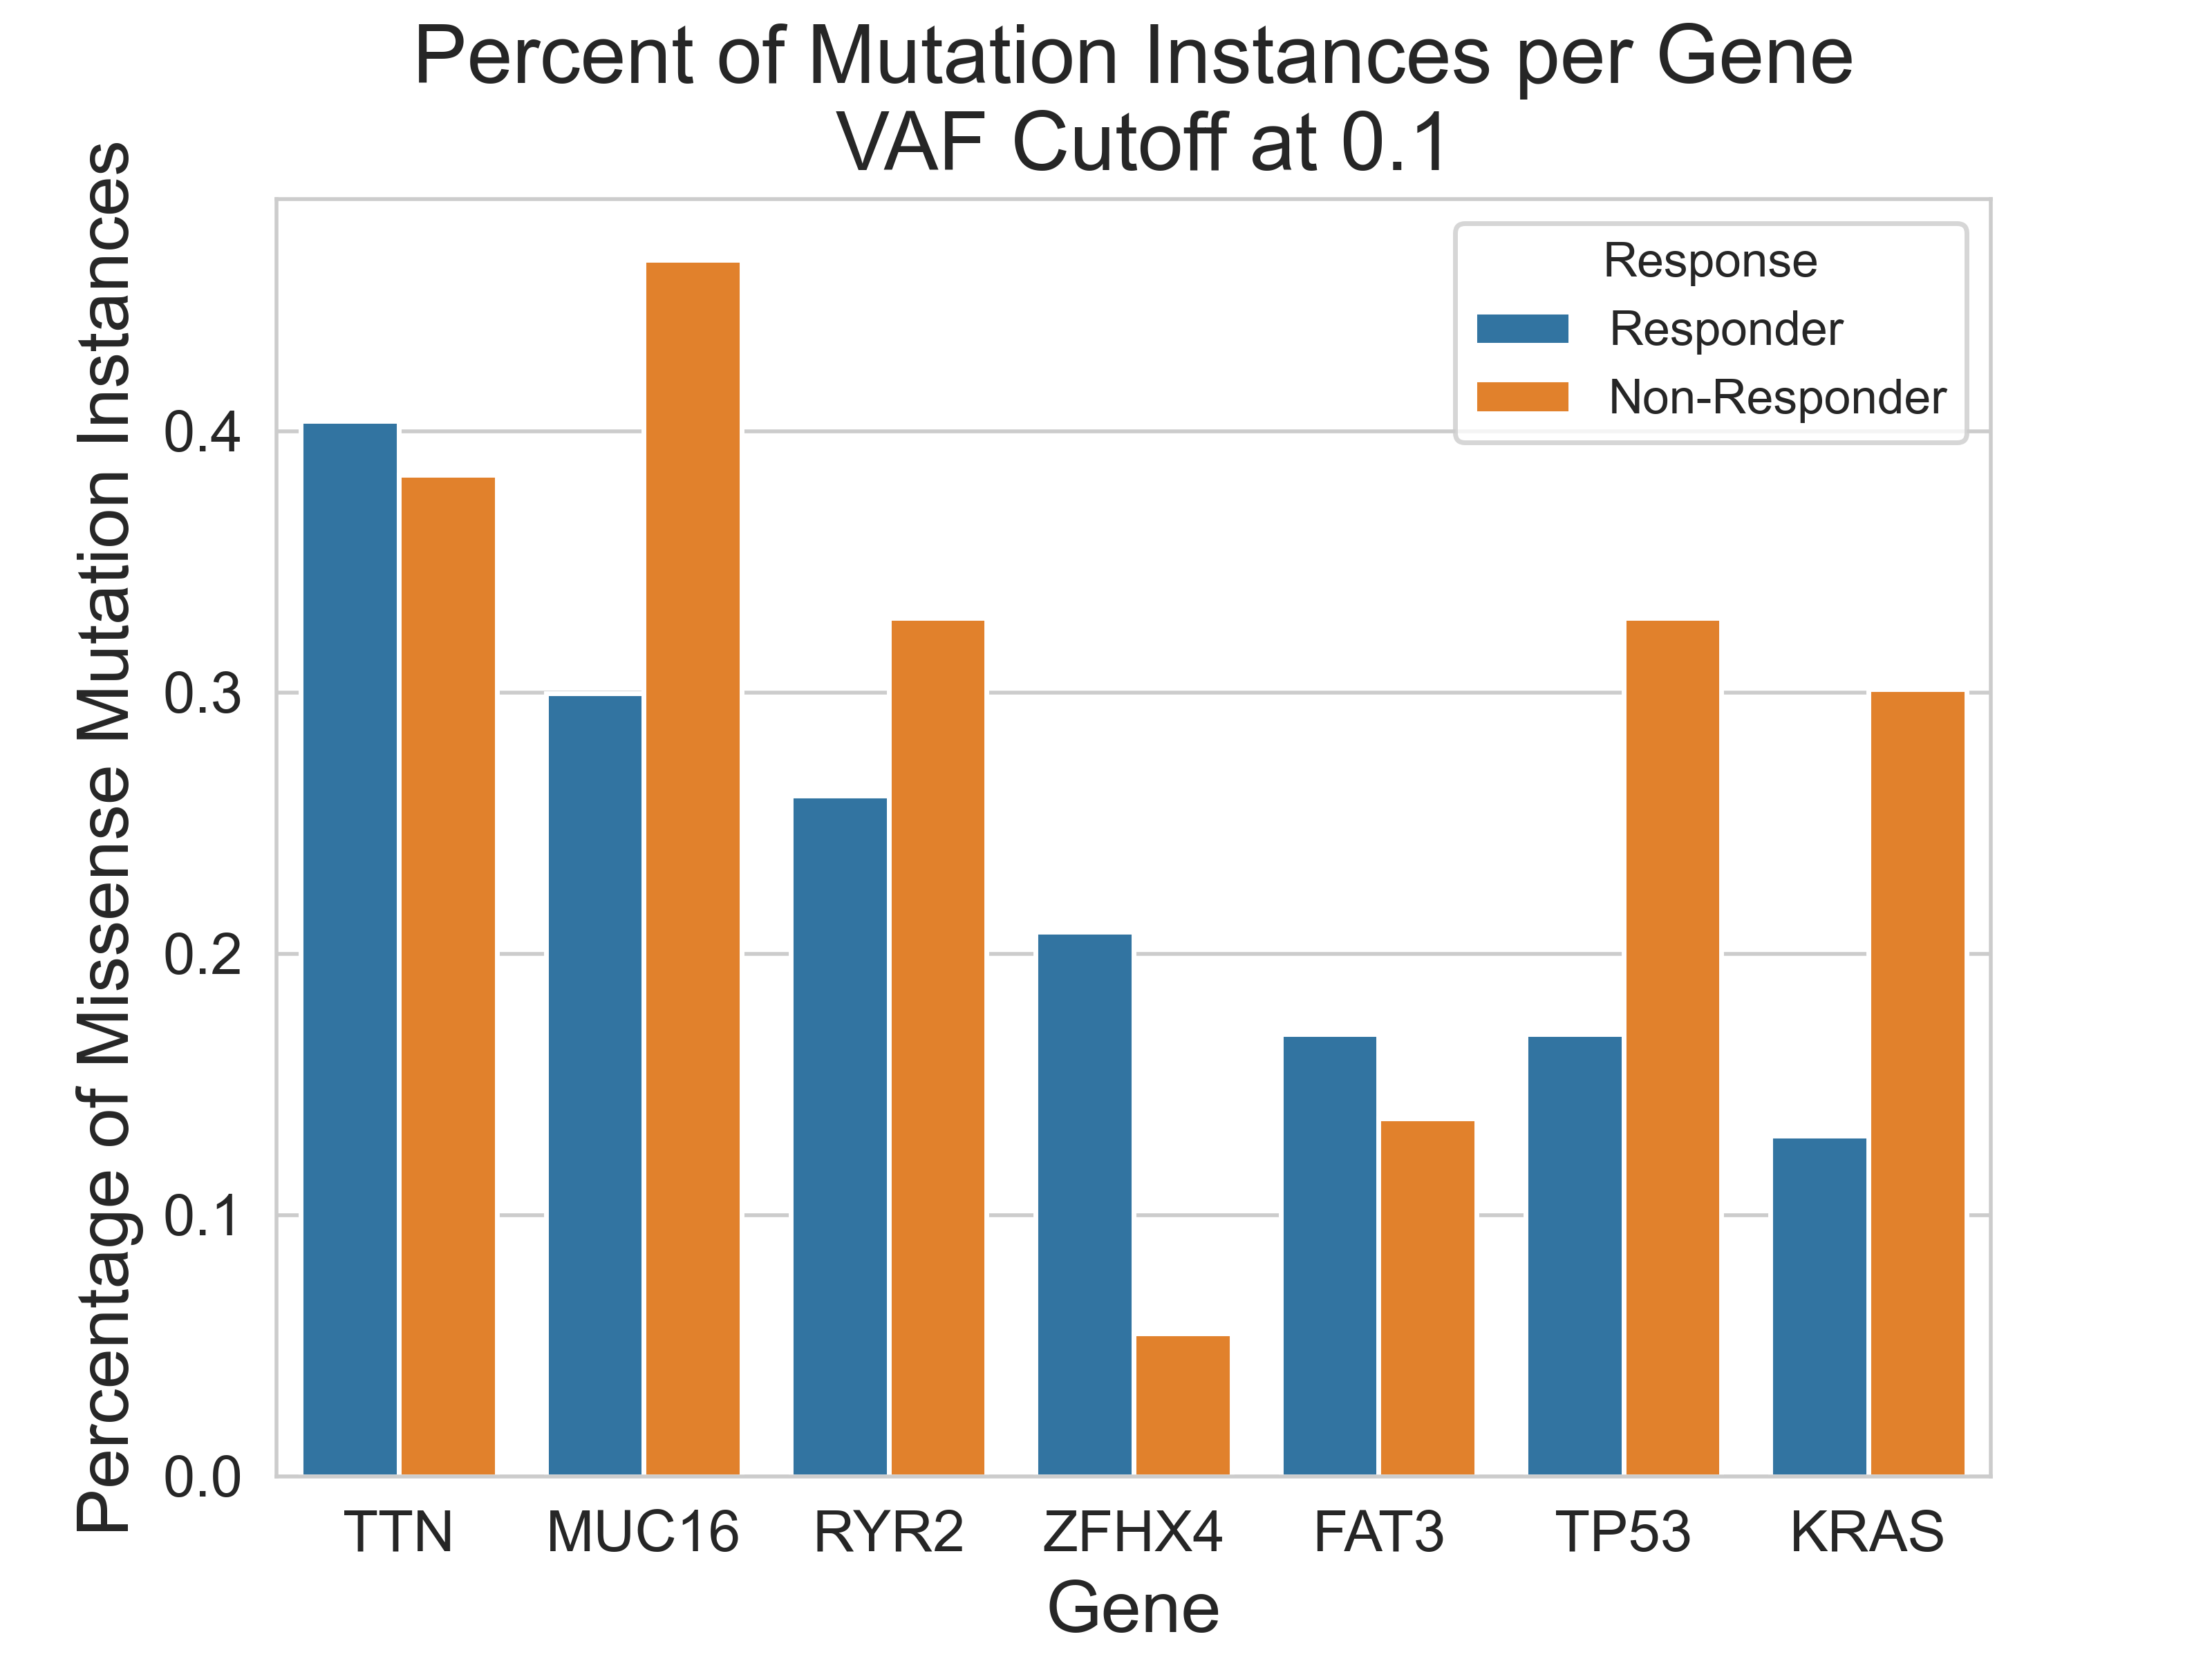 Percent of Mutation Instances per Gene
VAF Cutoff at 0.1
Percentage of Missense Mutation Instances
Response
Responder
Non-Responder
0.4
0.3
0.2
0.1
0.0
TTN MUC16 RYR2 ZFHX4 FAT3 TP53 KRAS
Gene